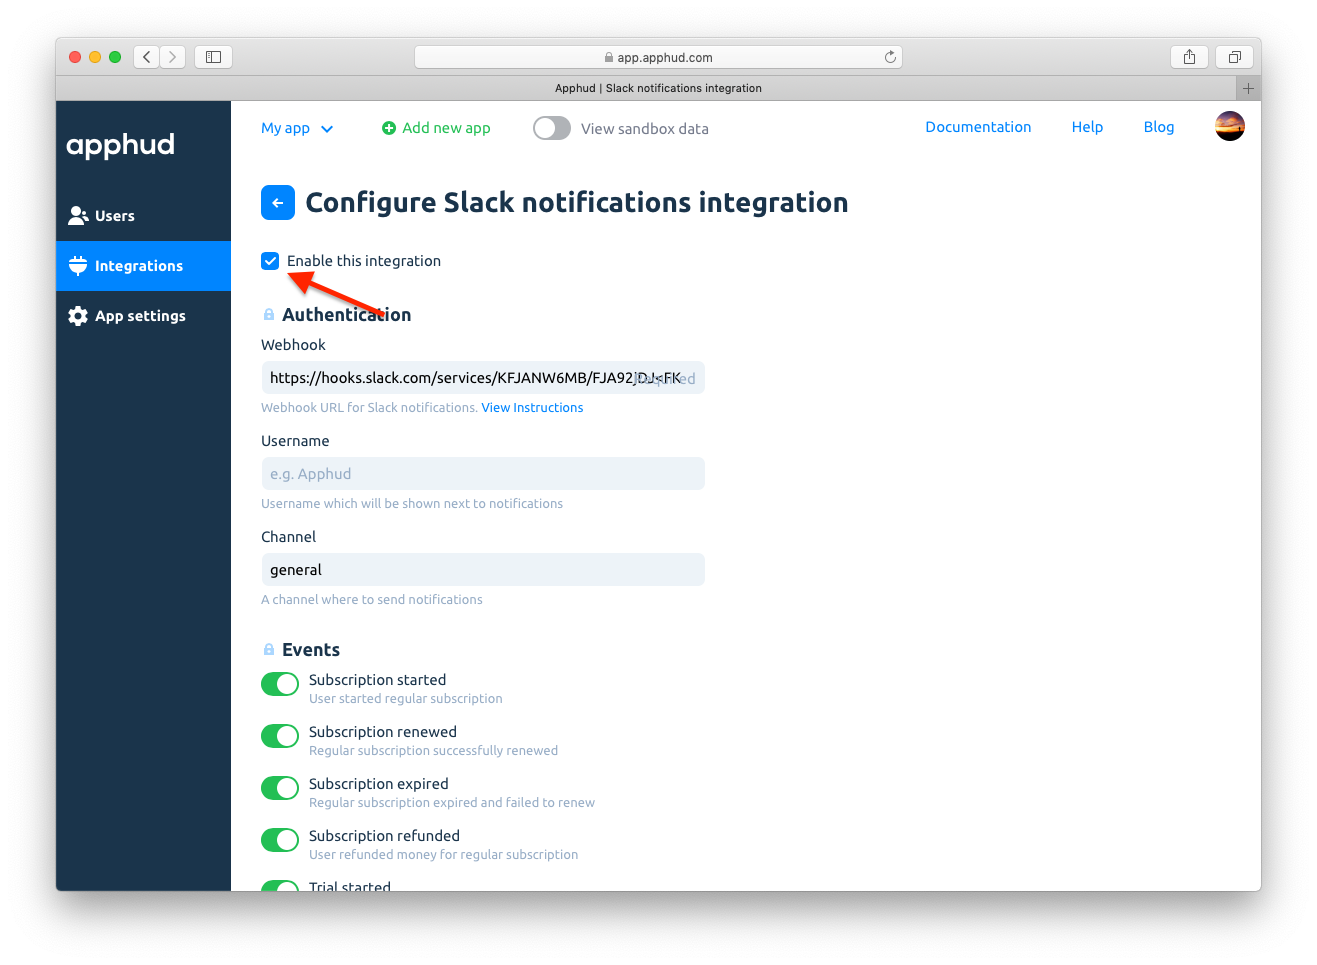 app.apphud.com
Apphud | Slack notifications integration
apphud
My app
Add new app
View sandbox data
Documentation
Help
Blog
Users
Integrations
App settings
Configure Slack notifications integration
Enable this integration
Authentication
Webhook
https://hooks.slack.com/services/KFJANW6MB/FJA92JDJsFK
Required
Webhook URL for Slack notifications. View Instructions
Username
e.g. Apphud
Username which will be shown next to notifications
Channel
general
A channel where to send notifications
Events
Subscription started
User started regular subscription
Subscription renewed
Regular subscription successfully renewed
Subscription expired
Regular subscription expired and failed to renew
Subscription refunded
User refunded money for regular subscription
Trial started